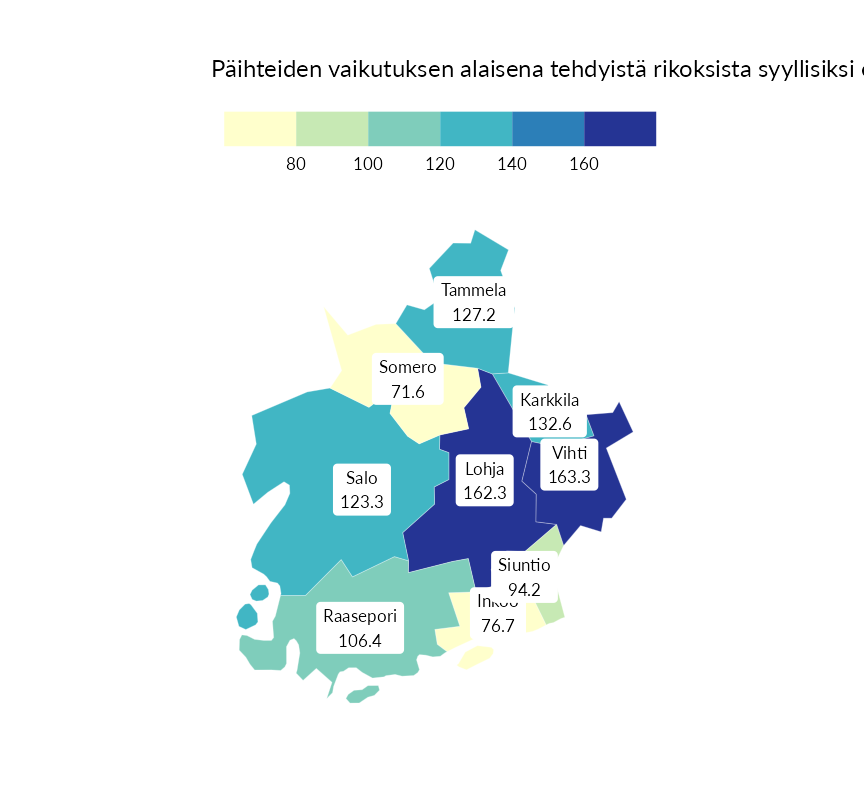 Päihteiden vaikutuksen alaisena tehdyistä rikoksista syyllisiksi
80 100 120 140 160
Tammela
127.2
Somero
71.6
Karkkila
132.6
Vihti
163.3
Lohja
162.3
Salo
123.3
Siuntio
94.2
Inkoo
76.7
Raasepori
106.4